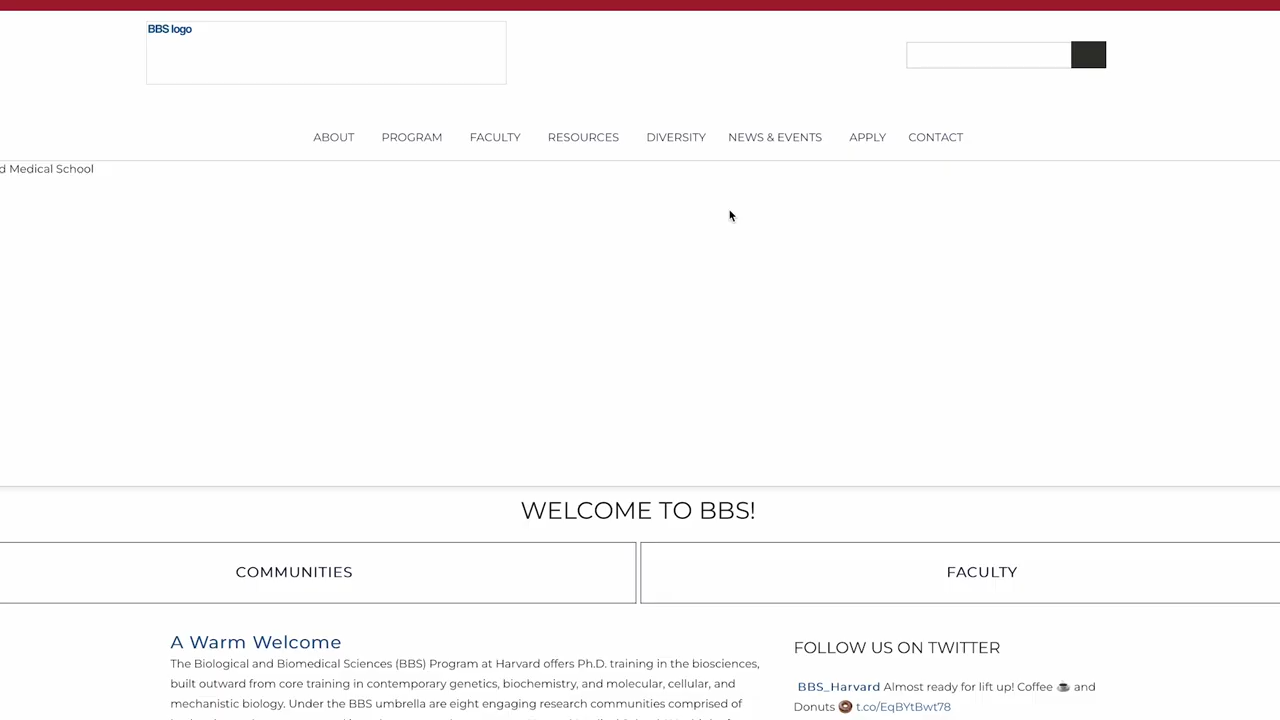 BBS logo
ABOUT PROGRAM FACULTY RESOURCES DIVERSITY NEWS & EVENTS APPLY CONTACT
d Medical School
WELCOME TO BBS!
COMMUNITIES
FACULTY
A Warm Welcome
The Biological and Biomedical Sciences (BBS) Program at Harvard offers Ph.D. training in the biosciences,
built outward from core training in contemporary genetics, biochemistry, and molecular, cellular, and
mechanistic biology. Under the BBS umbrella are eight engaging research communities comprised of
FOLLOW US ON TWITTER
BBS_Harvard Almost ready for lift up! Coffee ☕ and
Donuts 🍩 t.co/EqBYtBwt78